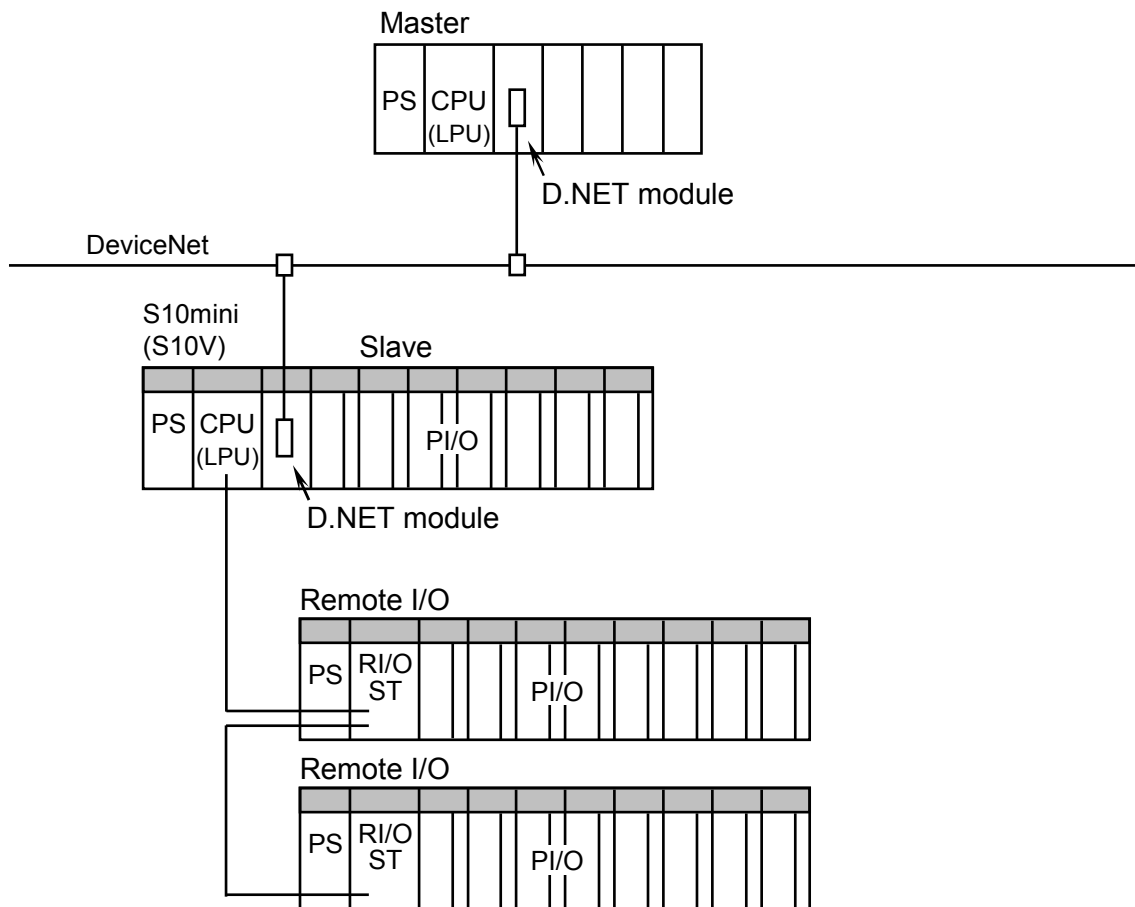 Master
PS
CPU
(LPU)
D.NET module
DeviceNet
S10mini
(S10V)
Slave
PS
CPU
(LPU)
PI/O
D.NET module
Remote I/O
PS
RI/O
ST
PI/O
Remote I/O
PS
RI/O
ST
PI/O